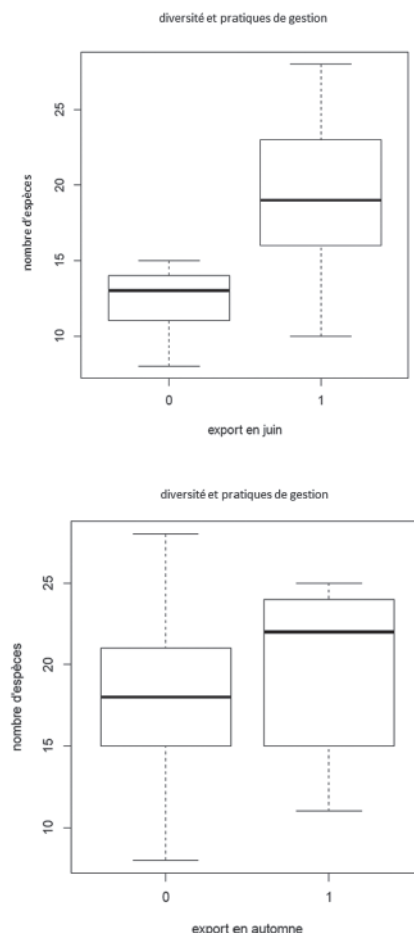 diversité et pratiques de gestion
25
20
15
10
nombre d'espèces
0 1
export en juin
diversité et pratiques de gestion
25
20
15
10
nombre d'espèces
0 1
export en automne